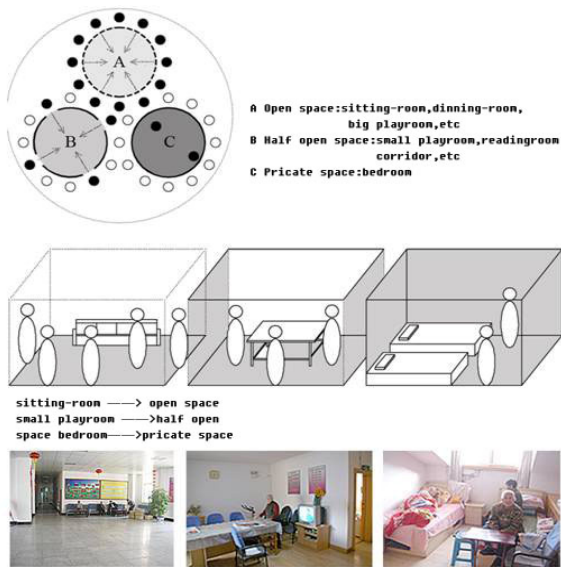 A
B
C
A Open space:sitting-room,dinning-room,
big playroom,etc
B Half open space:small playroom,readingroom
corridor,etc
C Pricate space:bedroom
sitting-room ——> open space
small playroom ——>half open
space bedroom——>pricate space